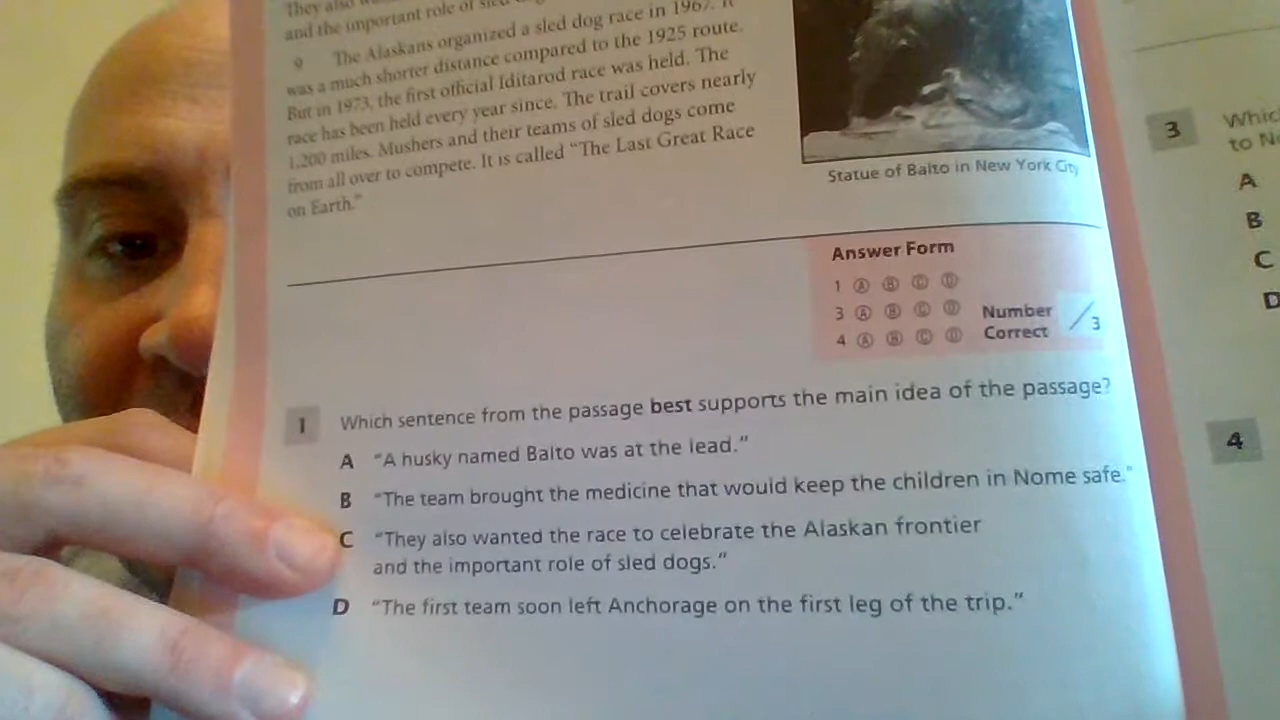 They also
and the important role of sled
9 The Alaskans organized a sled dog race in 1967. It
was a much shorter distance compared to the 1925 route.
But in 1973, the first official Iditarod race was held. The
race has been held every year since. The trail covers nearly
1,200 miles. Mushers and their teams of sled dogs come
from all over to compete. It is called “The Last Great Race
on Earth.”
Statue of Balto in New York City
Answer Form
1 A B C D
3 A B C D
4 A B C D
Number
Correct
/3
1 Which sentence from the passage best supports the main idea of the passage?
A “A husky named Balto was at the lead.”
B “The team brought the medicine that would keep the children in Nome safe.”
C “They also wanted the race to celebrate the Alaskan frontier
and the important role of sled dogs.”
D “The first team soon left Anchorage on the first leg of the trip.”
3
to
A
B
C
D
4